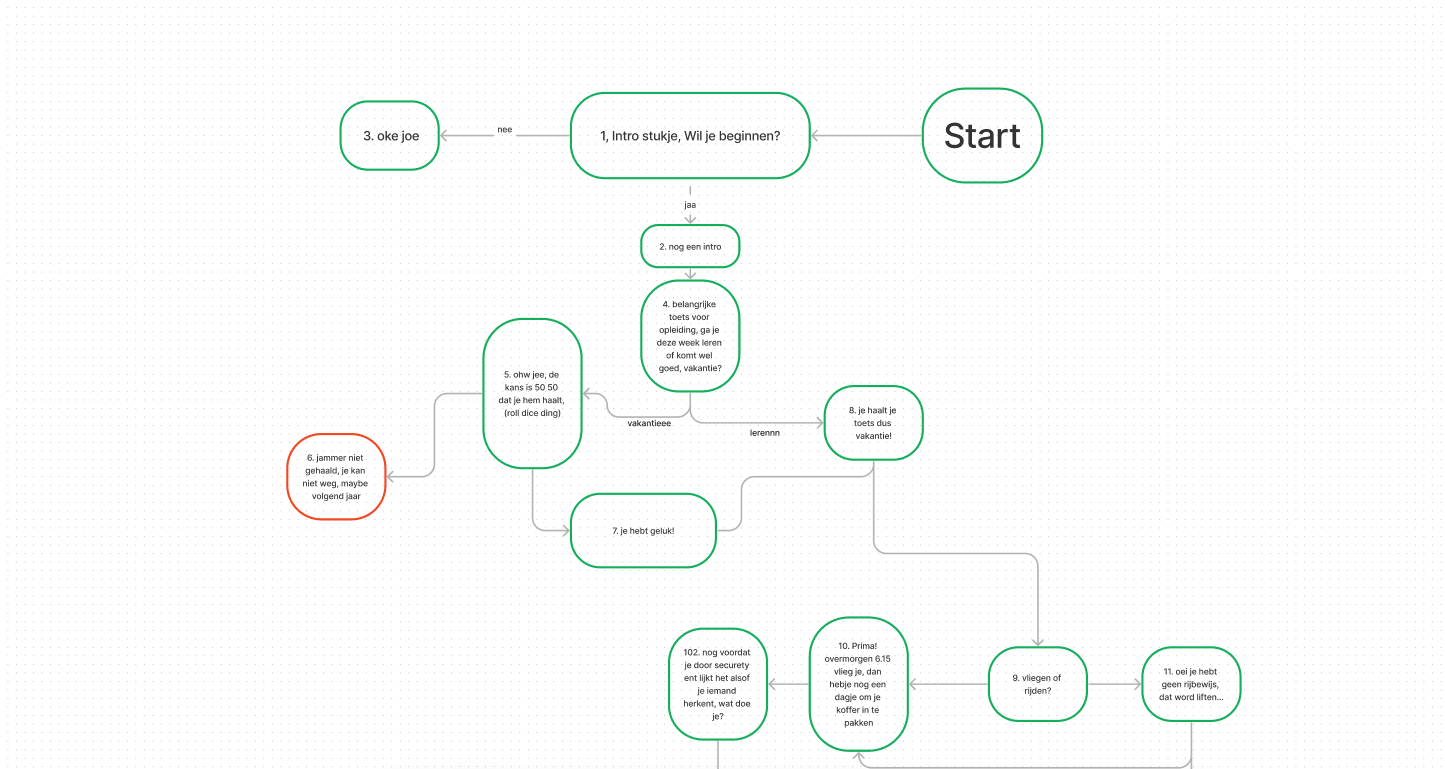 Start
1, Intro stukje, Wil je beginnen?
nee
3. oke joe
jaa
2. nog een intro
4. belangrijke
toets voor
opleiding, ga je
deze week leren
of komt wel
goed, vakantie?
vakantieee
lerennn
5. ohw jee, de
kans is 50 50
dat je hem haalt,
(roll dice ding)
6. jammer niet
gehaald, je kan
niet weg, maybe
volgend jaar
7. je hebt geluk!
8. je haalt je
toets dus
vakantie!
9. vliegen of
rijden?
10. Prima!
overmorgen 6.15
vlieg je, dan
hebje nog een
dagje om je
koffer in te
pakken
102. nog voordat
je door securety
ent lijkt het alsof
je iemand
herkent, wat doe
je?
11. oei je hebt
geen rijbewijs,
dat word liften...